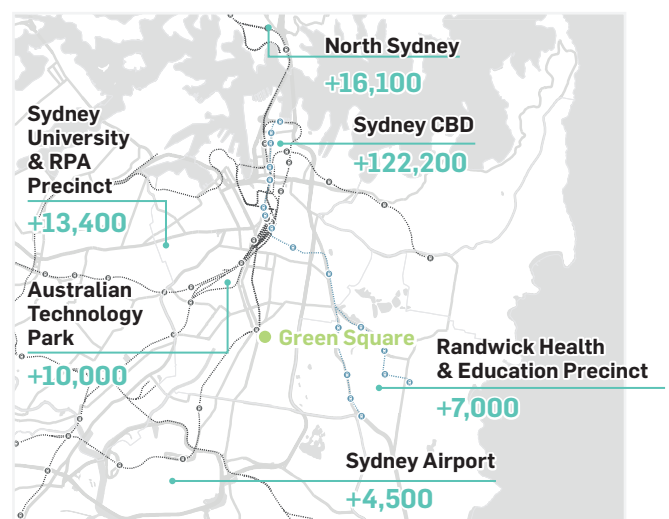 North Sydney
+16,100
Sydney CBD
+122,200
Sydney
University
& RPA
Precinct
+13,400
Australian
Technology
Park
+10,000
Green Square
Randwick Health
& Education Precinct
+7,000
Sydney Airport
+4,500